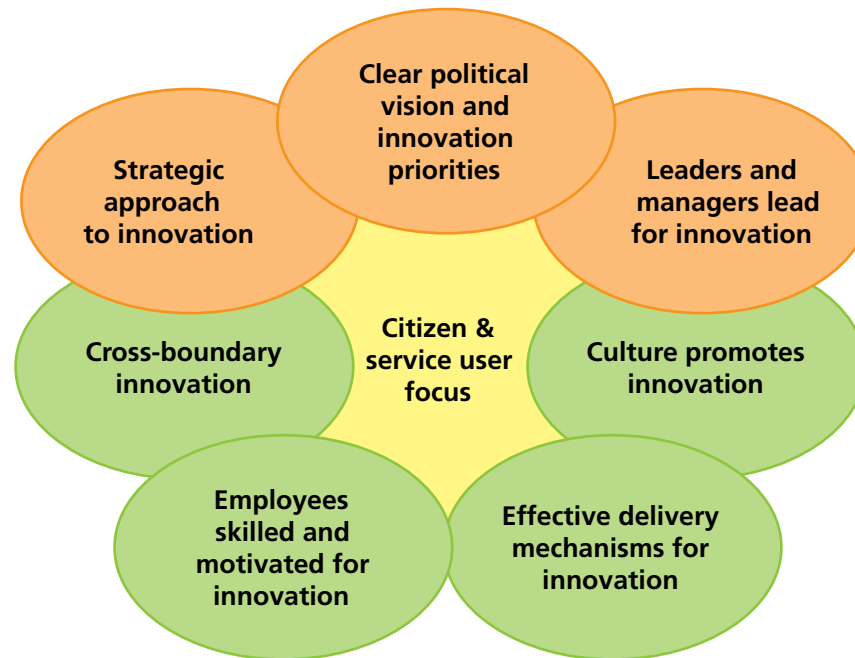 Clear political
vision and
innovation
priorities
Strategic
approach
to innovation
Leaders and
managers lead
for innovation
Cross-boundary
innovation
Citizen &
service user
focus
Culture promotes
innovation
Employees
skilled and
motivated for
innovation
Effective delivery
mechanisms for
innovation